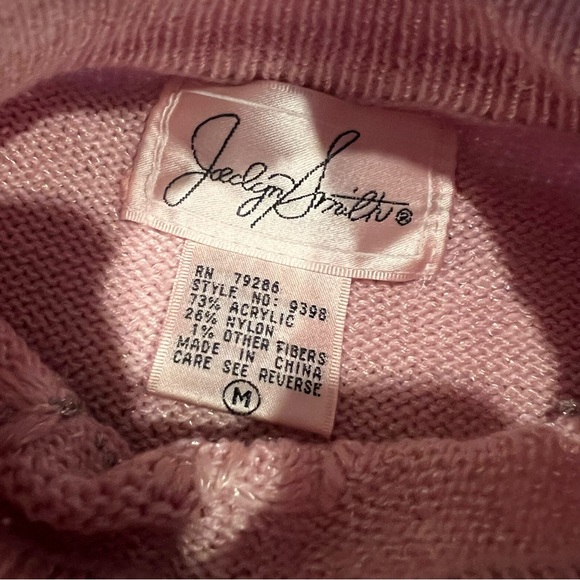 Jaclyn Smith®
RN 79286
STYLE NO: 9398
73% ACRYLIC
26% NYLON
1% OTHER FIBERS
MADE IN CHINA
CARE SEE REVERSE
M